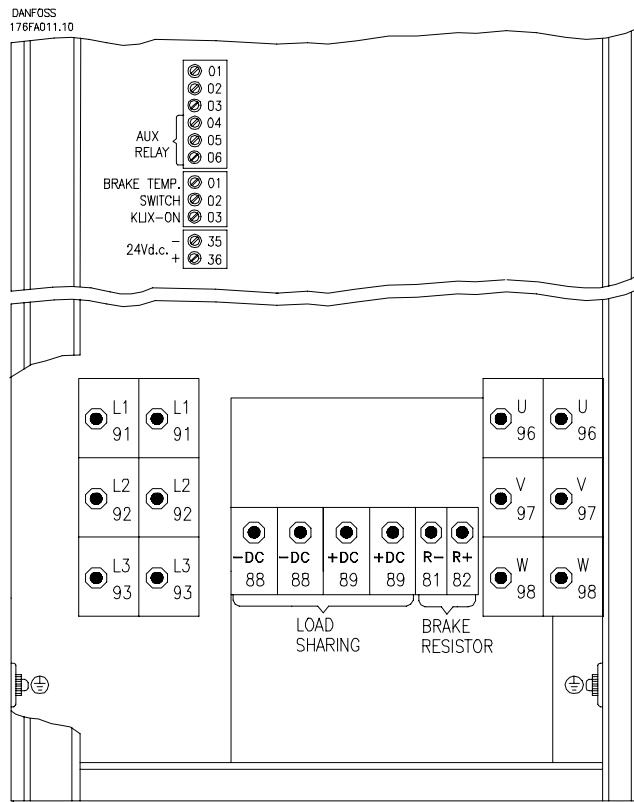 DANFOSS
176FA011.10
01
02
03
04
05
06
AUX
RELAY
BRAKE TEMP.
SWITCH
KLIX-ON
01
02
03
24Vd.c.
- 35
+ 36
L1 L1 U U
91 91 96 96
L2 L2 V V
92 92 97 97
-DC -DC +DC +DC R- R+
88 88 89 89 81 82
L3 L3 W W
93 93 98 98
LOAD
SHARING
BRAKE
RESISTOR